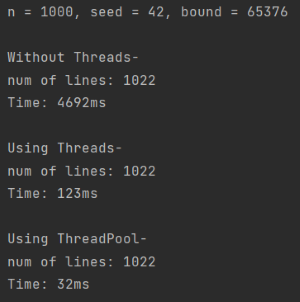 n = 1000, seed = 42, bound = 65376
Without Threads-
num of lines: 1022
Time: 4692ms
Using Threads-
num of lines: 1022
Time: 123ms
Using ThreadPool-
num of lines: 1022
Time: 32ms